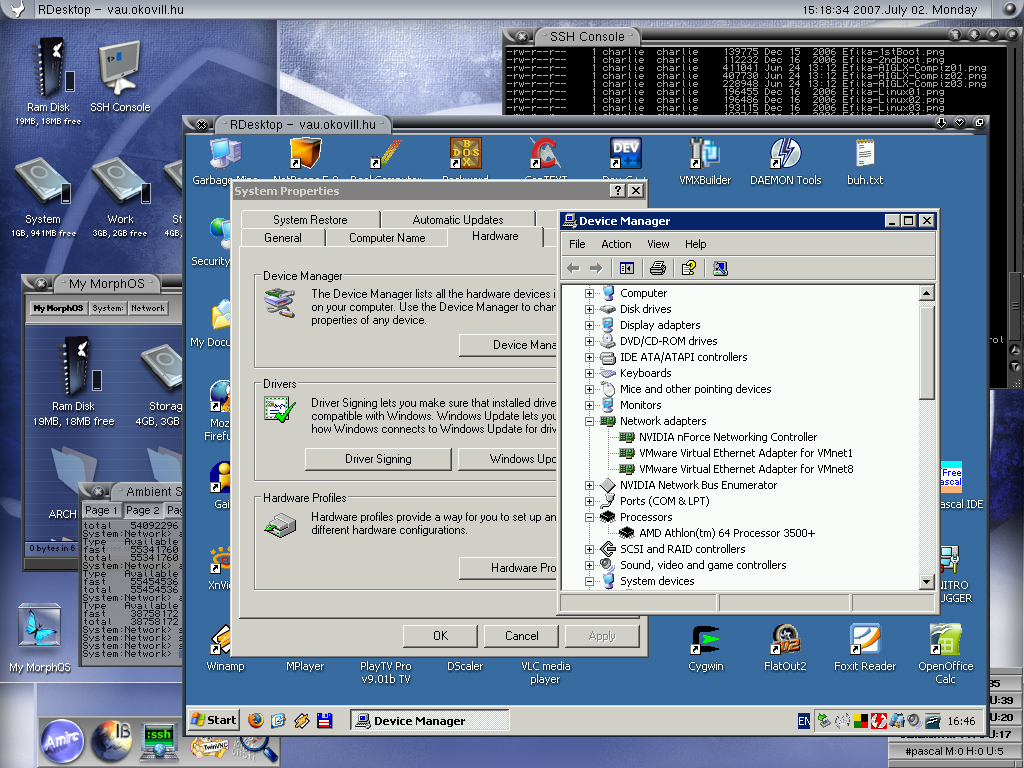 RDesktop - vau.okovill.hu
15:18:34 2007.July 02. Monday
Ram Disk
19MB, 18MB free
SSH Console
System
1GB, 941MB free
Work
3GB, 2GB free
SSH Console
-rw-r--r-- 1 charlie charlie 139775 Dec 15 2006 Efika-1stBoot.png
-rw-r--r-- 1 charlie charlie 112232 Dec 16 2006 Efika-2ndboot.png
-rw-r--r-- 1 charlie charlie 411041 Jun 24 13:12 Efika-AIGLX-Compiz01.png
-rw-r--r-- 1 charlie charlie 407730 Jun 24 13:12 Efika-AIGLX-Compiz02.png
-rw-r--r-- 1 charlie charlie 228948 Jun 24 13:12 Efika-AIGLX-Compiz03.png
-rw-r--r-- 1 charlie charlie 196455 Dec 16 2006 Efika-Linux01.png
-rw-r--r-- 1 charlie charlie 196486 Dec 16 2006 Efika-Linux02.png
-rw-r--r-- 1 charlie charlie 193115 Dec 16 2006 Efika-Linux03.png
RDesktop - vau.okovill.hu
VMXBuilder
DAEMON Tools
buh.txt
Security
My Docu
Moz
Firefu
Gai
XnVi
Winamp
MPlayer
PlayTV Pro
v9.01b TV
DScaler
VLC media
player
Cygwin
FlatOut2
Foxit Reader
OpenOffice
Calc
System Properties
System Restore
Automatic Updates
General
Computer Name
Hardware
Device Manager
The Device Manager lists all the hardware devices i
on your computer. Use the Device Manager to chan
properties of any device.
Device Mana
Drivers
Driver Signing lets you make sure that installed drive
compatible with Windows. Windows Update lets you
how Windows connects to Windows Update for driv
Driver Signing
Windows Upd
Hardware Profiles
Hardware profiles provide a way for you to set up an
different hardware configurations.
Hardware Pro
OK
Cancel
Apply
Device Manager
File Action View Help
Computer
Disk drives
Display adapters
DVD/CD-ROM drives
IDE ATA/ATAPI controllers
Keyboards
Mice and other pointing devices
Monitors
Network adapters
NVIDIA nForce Networking Controller
VMware Virtual Ethernet Adapter for VMnet1
VMware Virtual Ethernet Adapter for VMnet8
NVIDIA Network Bus Enumerator
Ports (COM & LPT)
Processors
AMD Athlon(tm) 64 Processor 3500+
SCSI and RAID controllers
Sound, video and game controllers
System devices
Start
Device Manager
EN
16:46
My MorphOS
My MorphOS System: Network
Ram Disk
19MB, 18MB free
Storag
4GB, 3GB
ARCH
0 bytes in 6
Ambient S
Page 1 Page 2 Pag
total 54092296
System:Network>
Type Available
fast 55341760
total 55341760
System:Network>
Type Available
fast 55454536
total 55454536
System:Network>
Type Available
fast 38758172
total 38758172
System:Network>
System:Network>
System:Network>
My MorphOS
#pascal M:0 H:0 U:5